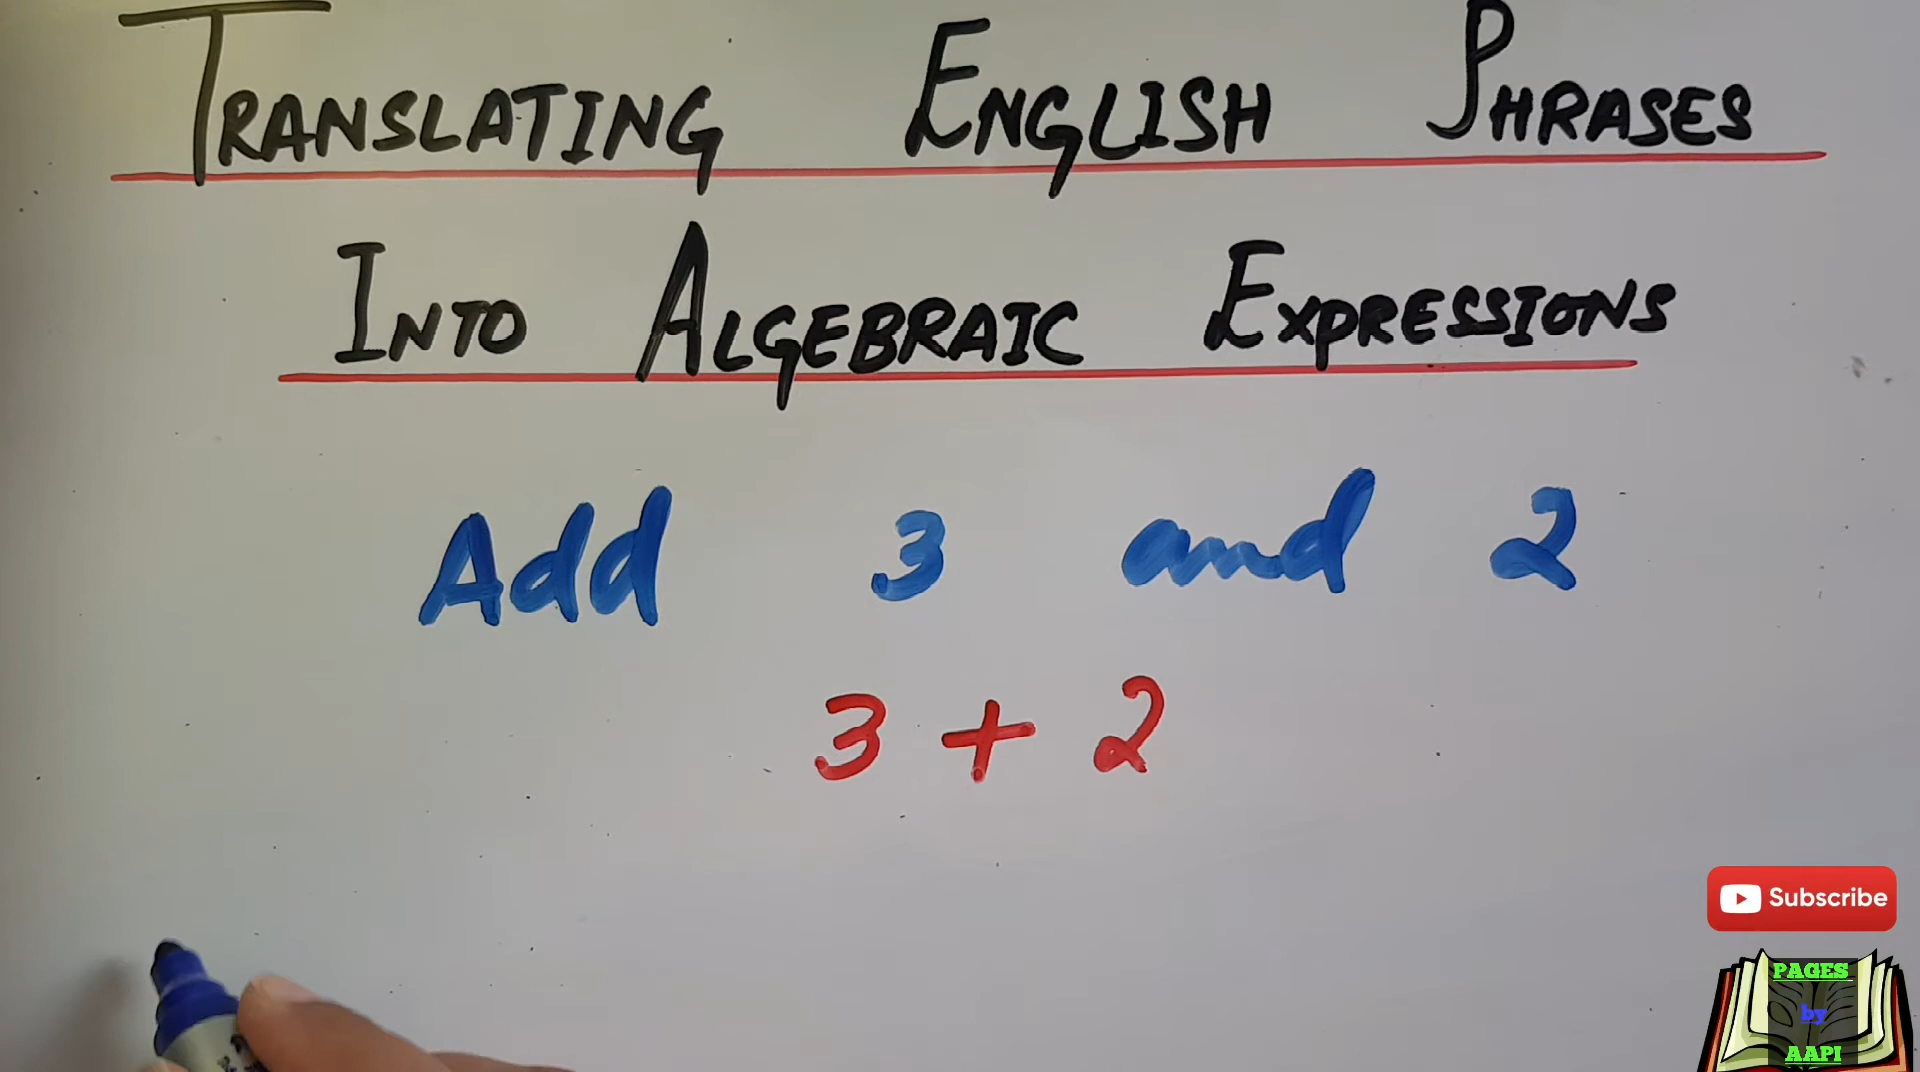 TRANSLATING ENGLISH PHRASES
INTO ALGEBRAIC EXPRESSIONS
Add 3 and 2
3 + 2
Subscribe
PAGES
by
AAPI